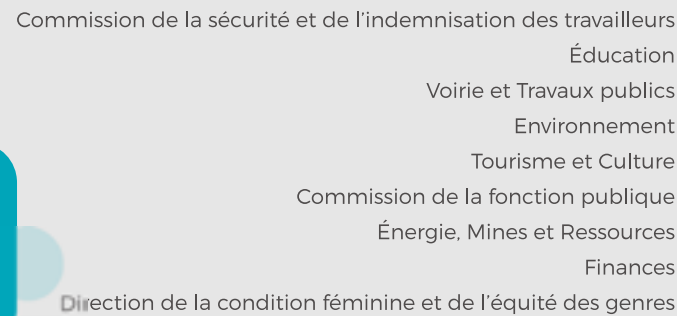 Commission de la sécurité et de l'indemnisation des travailleurs
Éducation
Voirie et Travaux publics
Environnement
Tourisme et Culture
Commission de la fonction publique
Énergie, Mines et Ressources
Finances
Direction de la condition féminine et de l'équité des genres